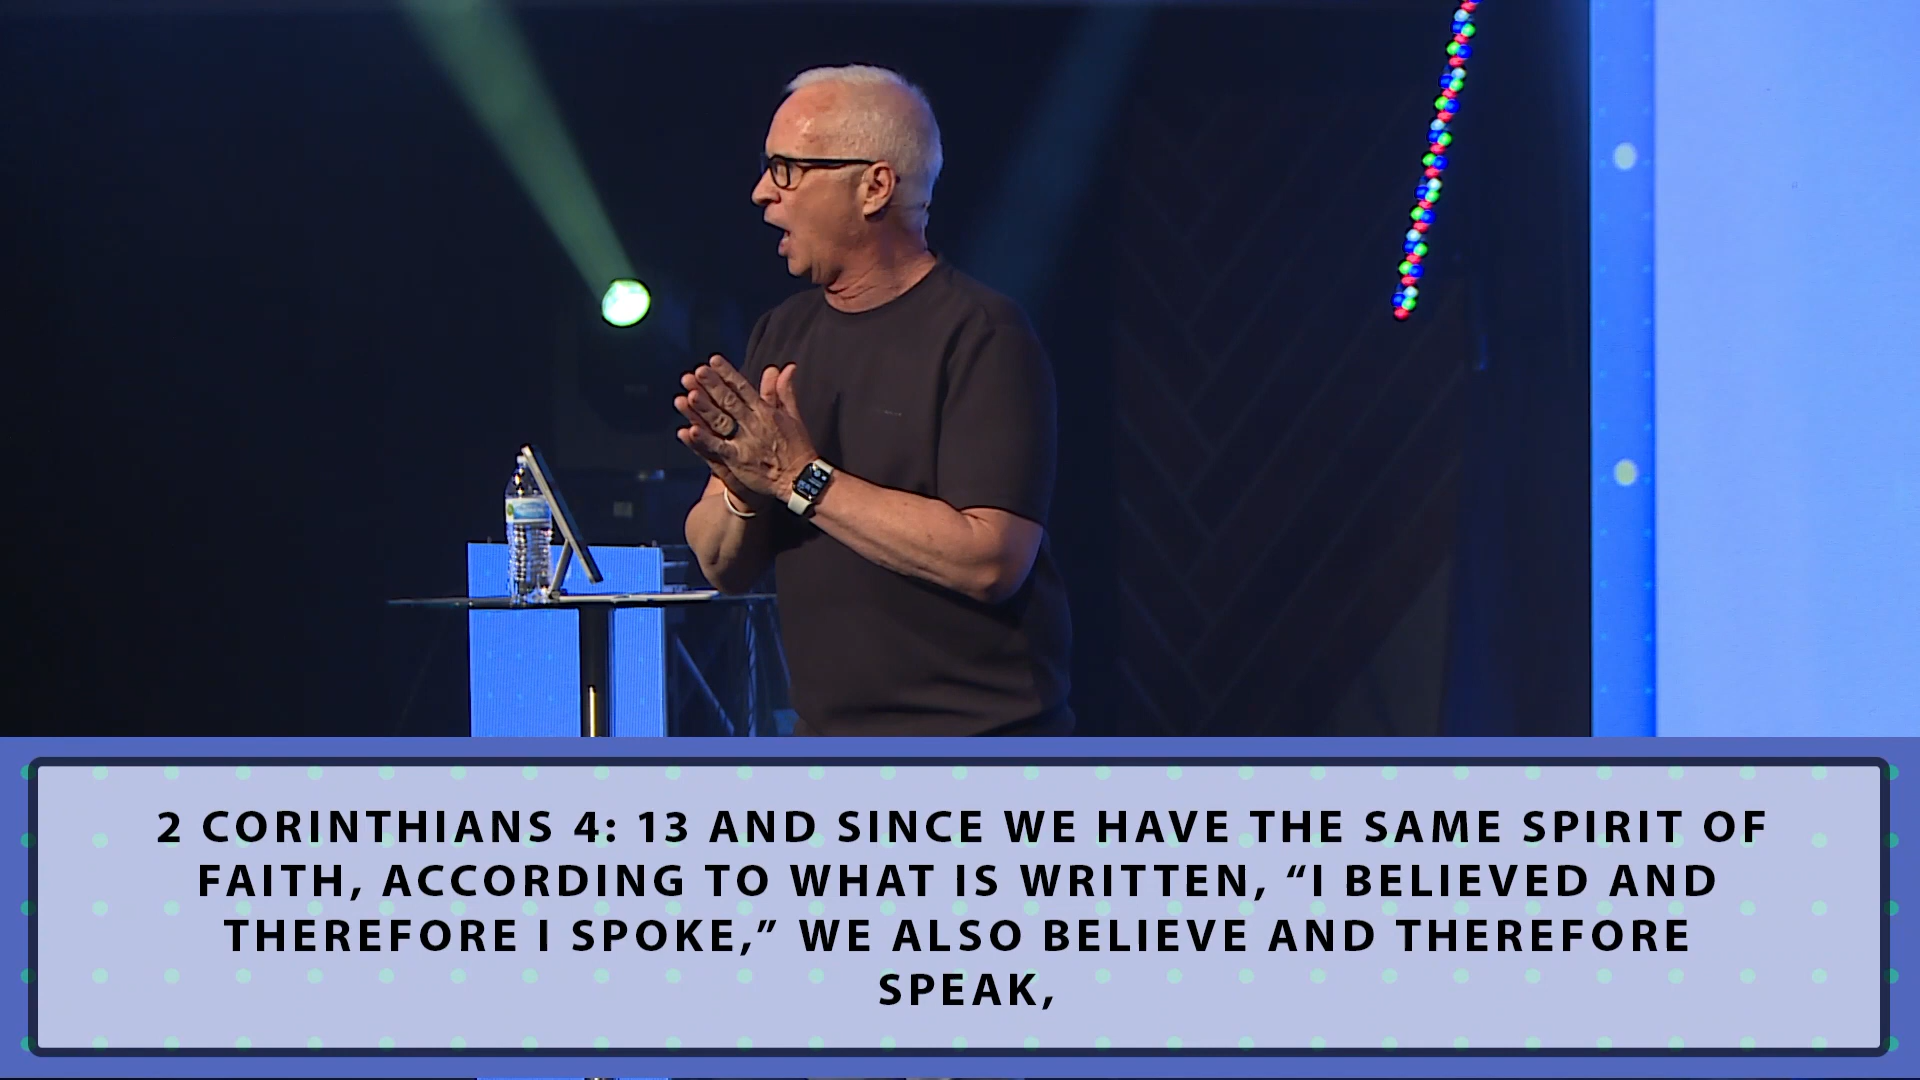 2 CORINTHIANS 4: 13 AND SINCE WE HAVE THE SAME SPIRIT OF
FAITH, ACCORDING TO WHAT IS WRITTEN, “I BELIEVED AND
THEREFORE I SPOKE,” WE ALSO BELIEVE AND THEREFORE
SPEAK,